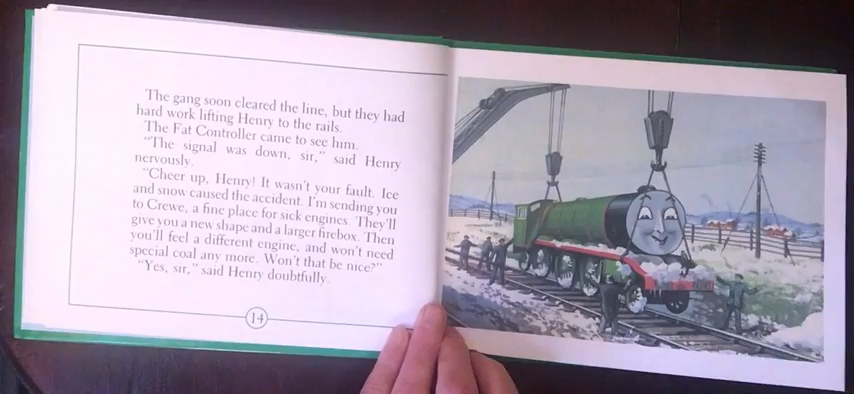 The gang soon cleared the line, but they had
hard work lifting Henry to the rails.
The Fat Controller came to see him.
"The signal was down, sir," said Henry
nervously.
"Cheer up, Henry! It wasn't your fault. Ice
and snow caused the accident. I'm sending you
to Crewe, a fine place for sick engines. They'll
give you a new shape and a larger firebox. Then
you'll feel a different engine, and won't need
special coal any more. Won't that be nice?"
"Yes, sir," said Henry doubtfully.
14